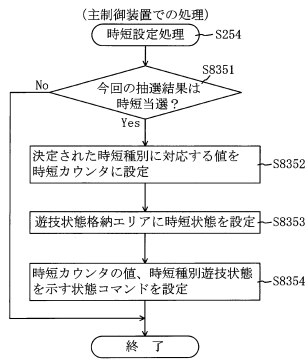 (主制御装置での処理)
時短設定処理
S254
S8351
No
今回の抽選結果は
時短当選?
Yes
決定された時短種別に対応する値を
時短カウンタに設定
S8352
遊技状態格納エリアに時短状態を設定
S8353
時短カウンタの値、時短種別遊技状態
を示す状態コマンドを設定
S8354
終 了